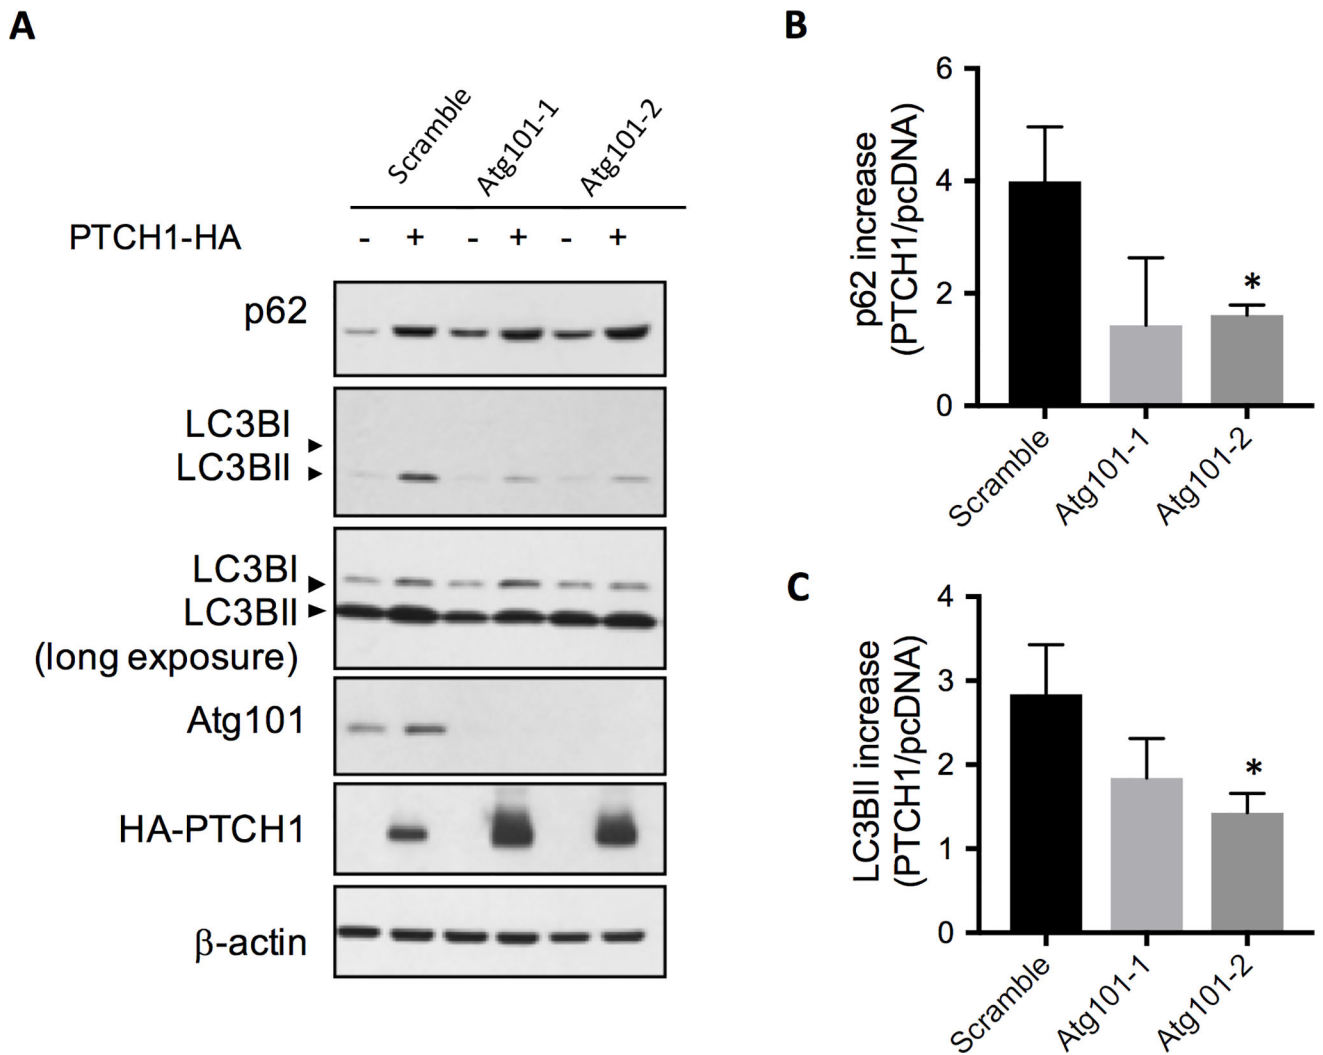 A
Scramble
Atg101-1
Atg101-2
PTCH1-HA - + - + - +
p62
LC3BI
LC3BII
LC3BI
LC3BII
(long exposure)
Atg101
HA-PTCH1
β-actin
B
p62 increase
(PTCH1/pcDNA)
6
4
2
0
*
Scramble
Atg101-1
Atg101-2
C
LC3BII increase
(PTCH1/pcDNA)
4
3
2
1
0
*
Scramble
Atg101-1
Atg101-2